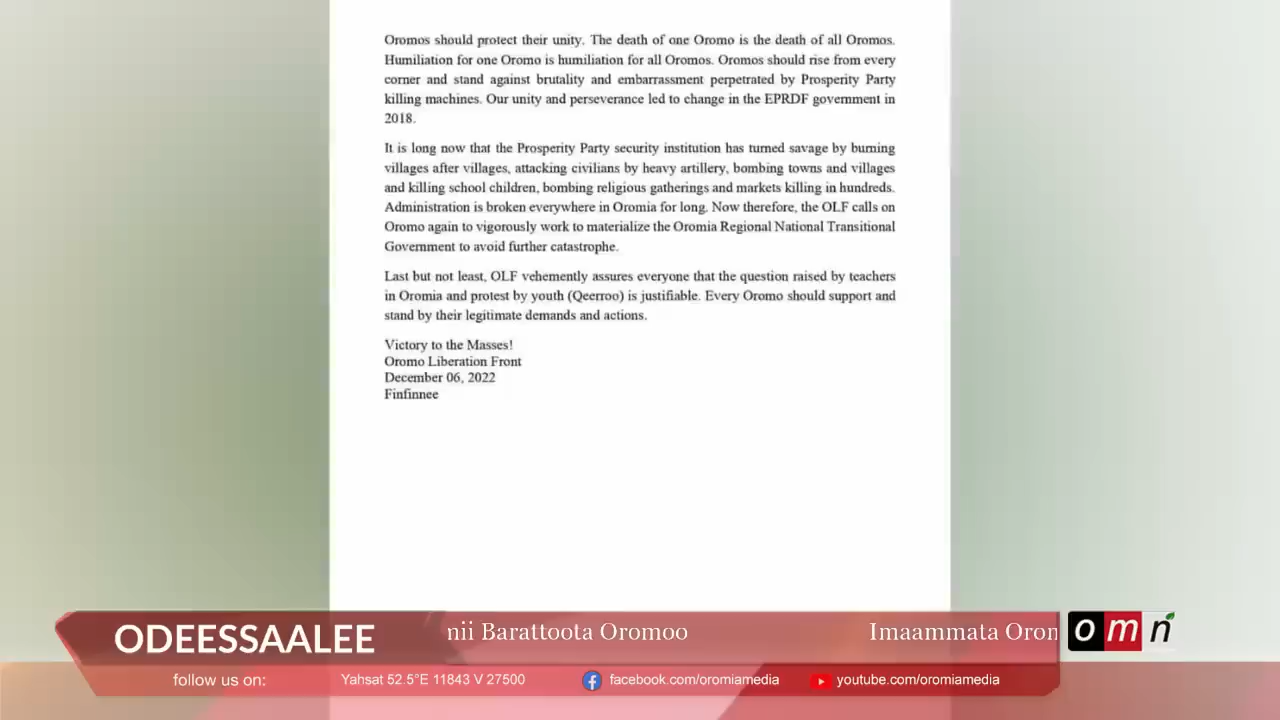 Oromos should protect their unity. The death of one Oromo is the death of all Oromos.
Humiliation for one Oromo is humiliation for all Oromos. Oromos should rise from every
corner and stand against brutality and embarrassment perpetrated by Prosperity Party
killing machines. Our unity and perseverance led to change in the EPRDF government in
2018.
It is long now that the Prosperity Party security institution has turned savage by burning
villages after villages, attacking civilians by heavy artillery, bombing towns and villages
and killing school children, bombing religious gatherings and markets killing in hundreds.
Administration is broken everywhere in Oromia for long. Now therefore, the OLF calls on
Oromo again to vigorously work to materialize the Oromia Regional National Transitional
Government to avoid further catastrophe.
Last but not least, OLF vehemently assures everyone that the question raised by teachers
in Oromia and protest by youth (Qeerroo) is justifiable. Every Oromo should support and
stand by their legitimate demands and actions.
Victory to the Masses!
Oromo Liberation Front
December 06, 2022
Finfinnee
ODEESSAALEE
nii Barattoota Oromoo Imaammata Oron
omn
follow us on: Yahsat 52.5°E 11843 V 27500 facebook.com/oromiamedia youtube.com/oromiamedia